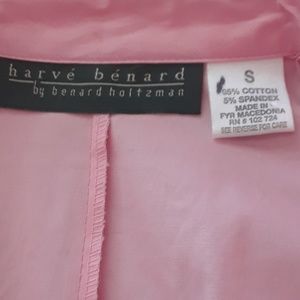 harvé bénard
by benard holtzman
S
95% COTTON
5% SPANDEX
MADE IN
FYR MACEDONIA
RN # 102 724
SEE REVERSE FOR CARE